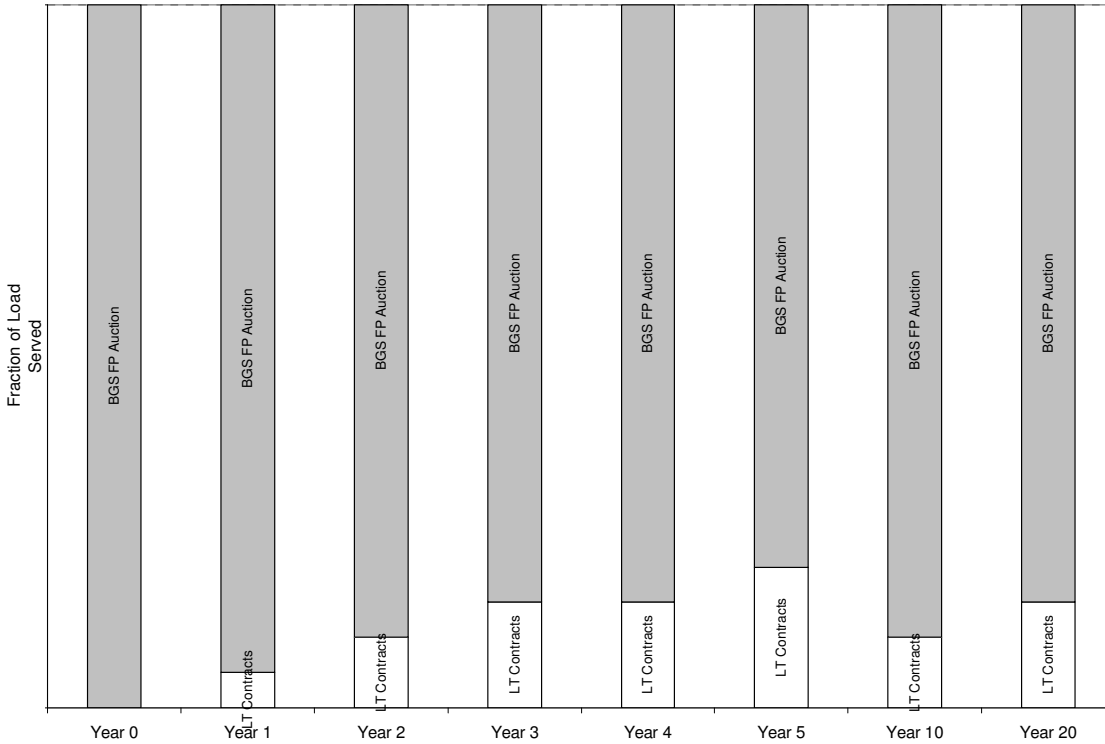 Fraction of Load
Served
BGS FP Auction
BGS FP Auction
LT Contracts
BGS FP Auction
LT Contracts
BGS FP Auction
LT Contracts
BGS FP Auction
LT Contracts
BGS FP Auction
LT Contracts
BGS FP Auction
LT Contracts
BGS FP Auction
LT Contracts
Year 0
Year 1
Year 2
Year 3
Year 4
Year 5
Year 10
Year 20